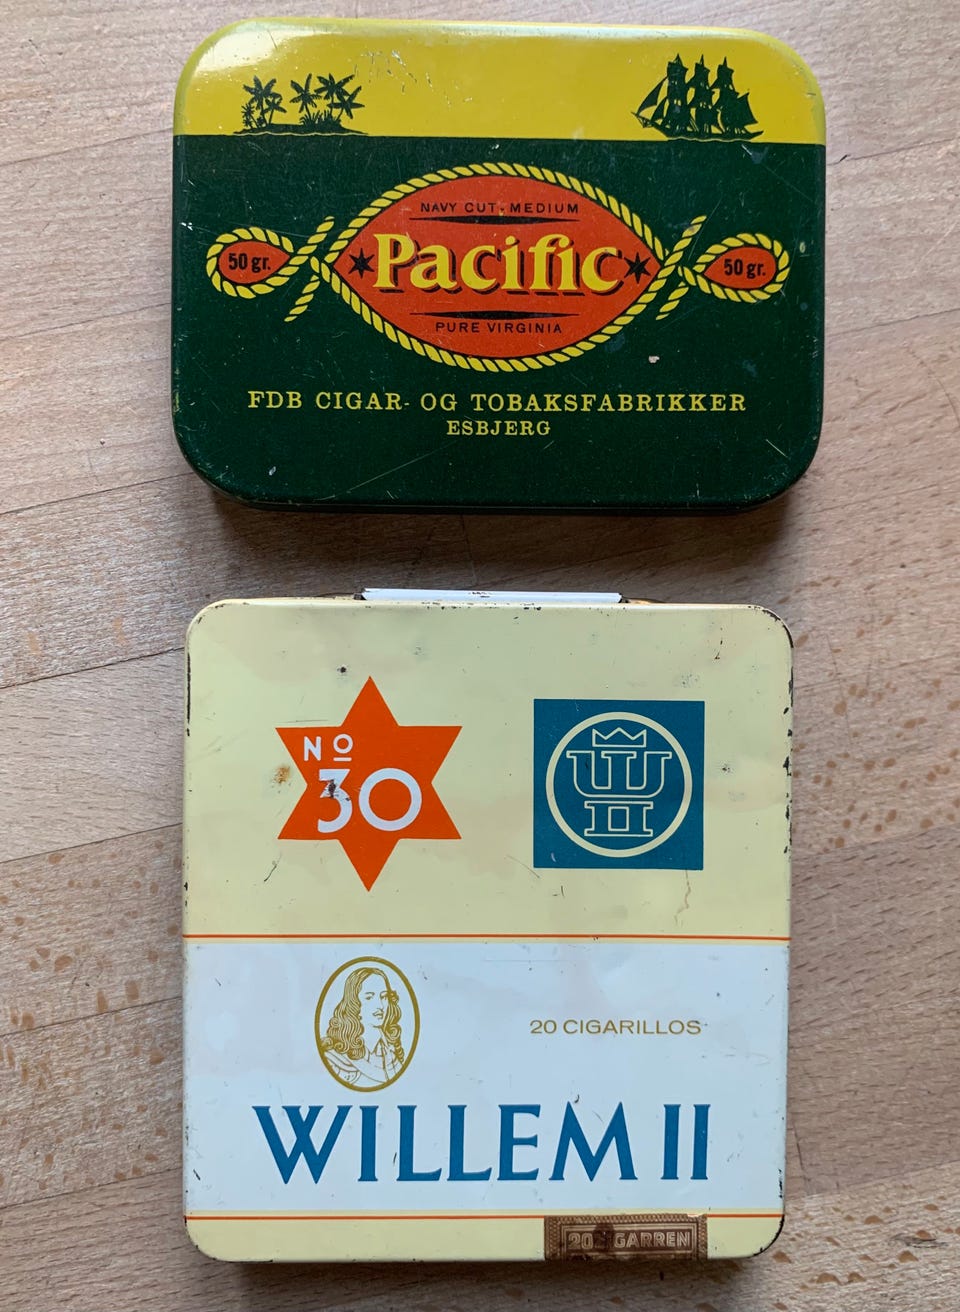 NAVY CUT. MEDIUM
50 gr.
Pacific
50 gr.
PURE VIRGINIA
FDB CIGAR- OG TOBAKSFABRIKKER
ESBJERG
No
30
W
II
20 CIGARILLOS
WILLEM II